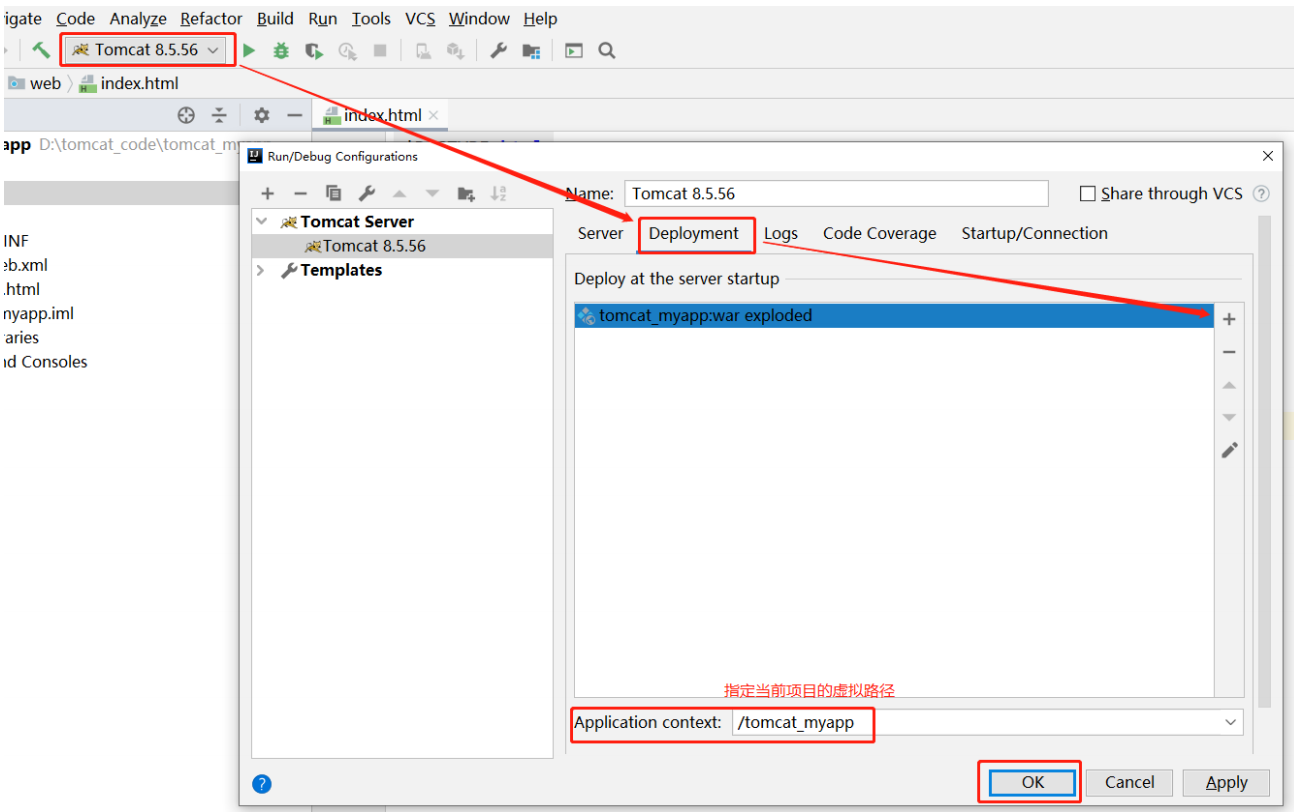 igate Code Analyze Refactor Build Run Tools VCS Window Help
Tomcat 8.5.56
web index.html
index.html
app D:\tomcat_code\tomcat_m
Run/Debug Configurations
Name: Tomcat 8.5.56 Share through VCS ?
Tomcat Server
Tomcat 8.5.56
Templates
Server Deployment Logs Code Coverage Startup/Connection
INF
eb.xml
.html
myapp.iml
aries
nd Consoles
Deploy at the server startup
tomcat_myapp:war exploded
指定当前项目的虚拟路径
Application context: /tomcat_myapp
? OK Cancel Apply